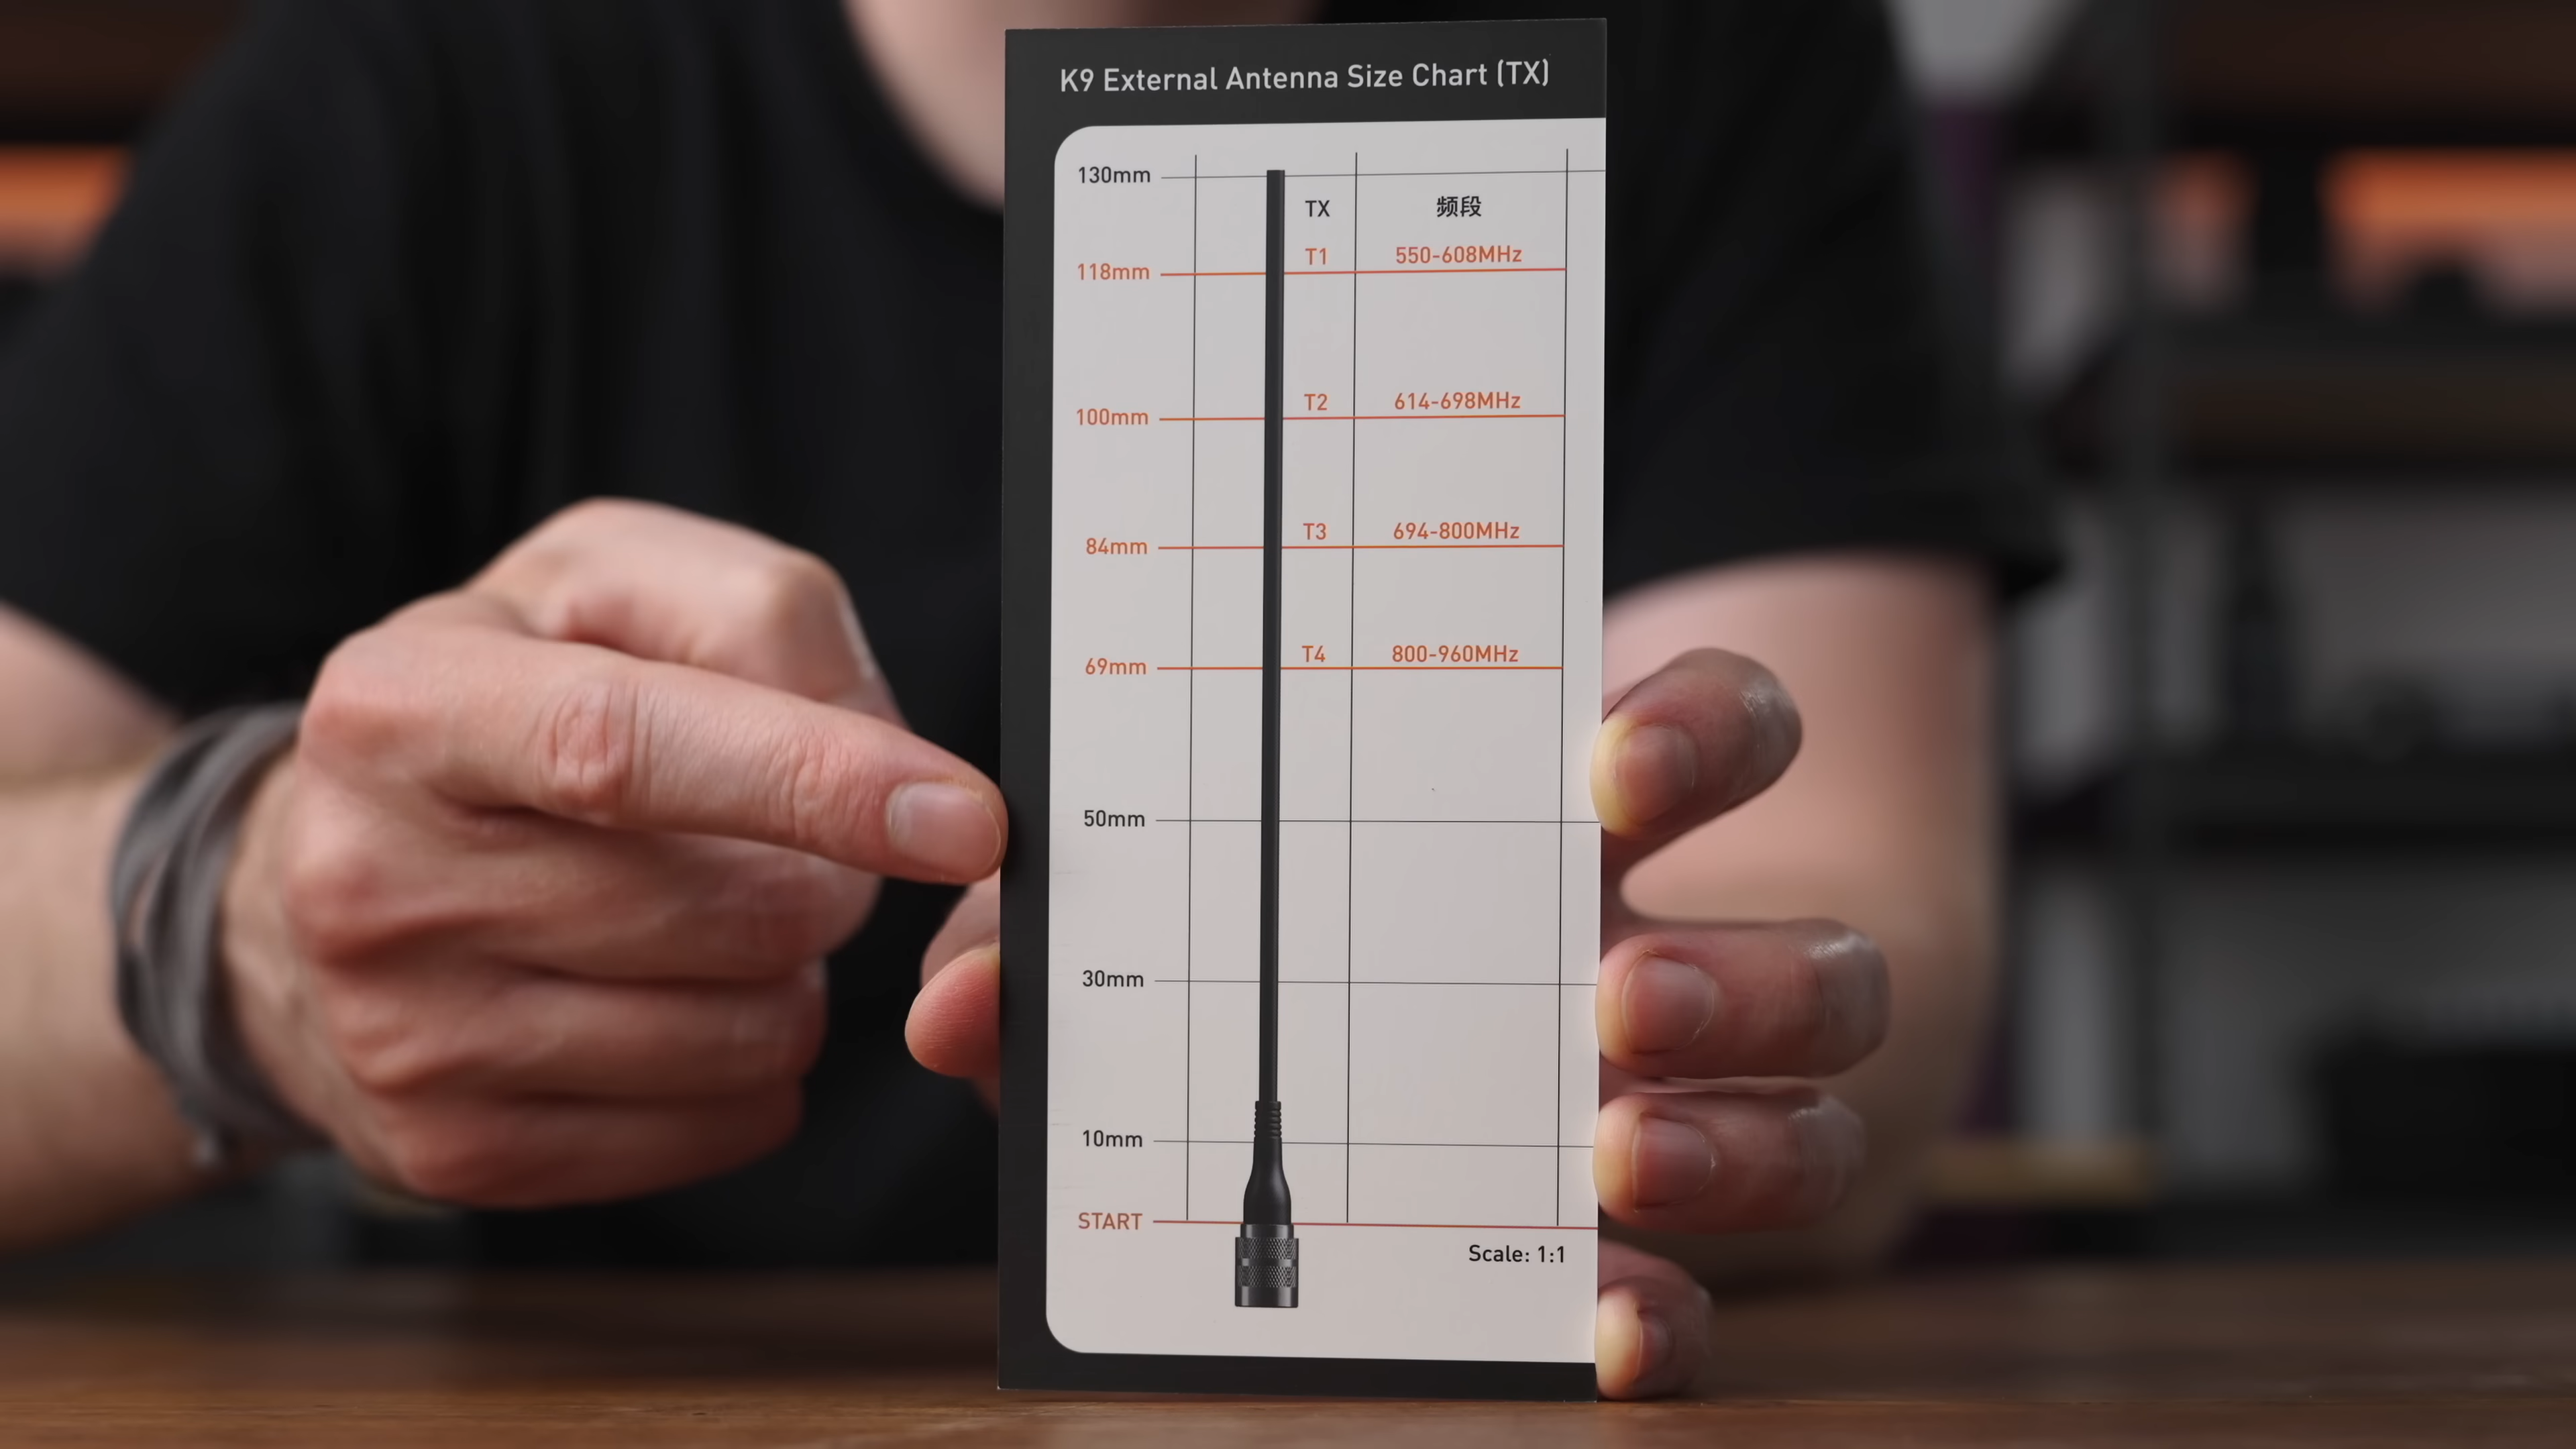 K9 External Antenna Size Chart (TX)
130mm
TX 频段
118mm T1 550-608MHz
100mm T2 614-698MHz
84mm T3 694-800MHz
69mm T4 800-960MHz
50mm
30mm
10mm
START
Scale: 1:1